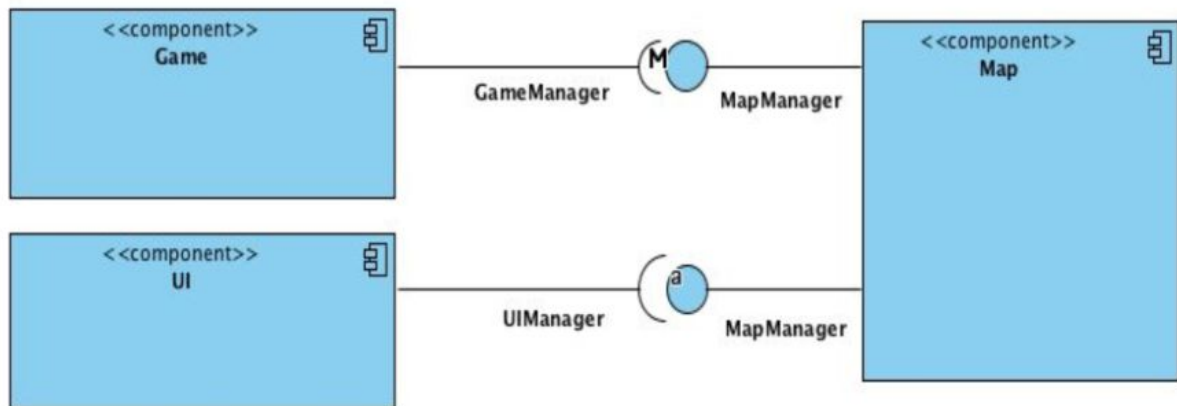 <<component>>
Game
M
GameManager
MapManager
<<component>>
Map
<<component>>
UI
a
UIManager
MapManager